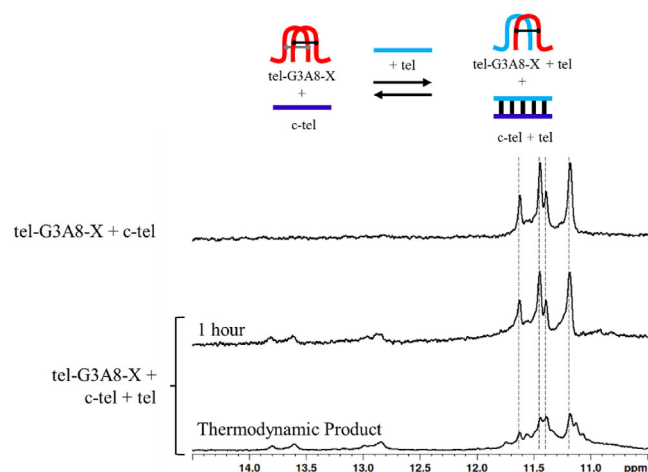 tel-G3A8-X
+
c-tel
+ tel
tel-G3A8-X + tel
+
c-tel + tel
tel-G3A8-X + c-tel
1 hour
tel-G3A8-X +
c-tel + tel
Thermodynamic Product
14.0 13.5 13.0 12.5 12.0 11.5 11.0 ppm